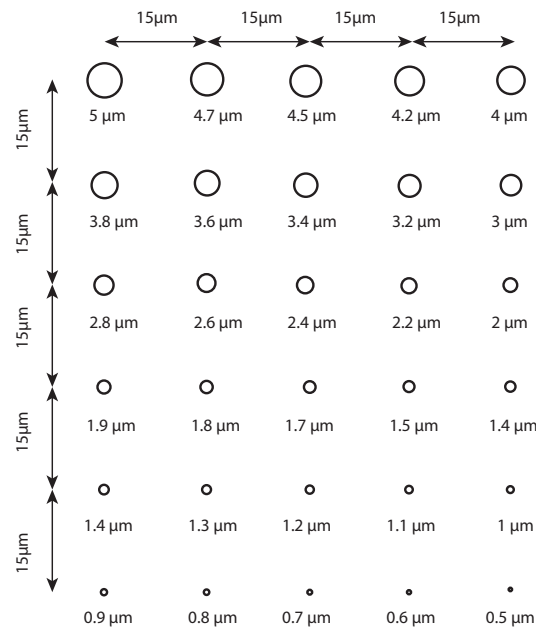 15µm 15µm 15µm 15µm
15µm
5 µm 4.7 µm 4.5 µm 4.2 µm 4 µm
15µm
3.8 µm 3.6 µm 3.4 µm 3.2 µm 3 µm
15µm
2.8 µm 2.6 µm 2.4 µm 2.2 µm 2 µm
15µm
1.9 µm 1.8 µm 1.7 µm 1.5 µm 1.4 µm
15µm
1.4 µm 1.3 µm 1.2 µm 1.1 µm 1 µm
0.9 µm 0.8 µm 0.7 µm 0.6 µm 0.5 µm